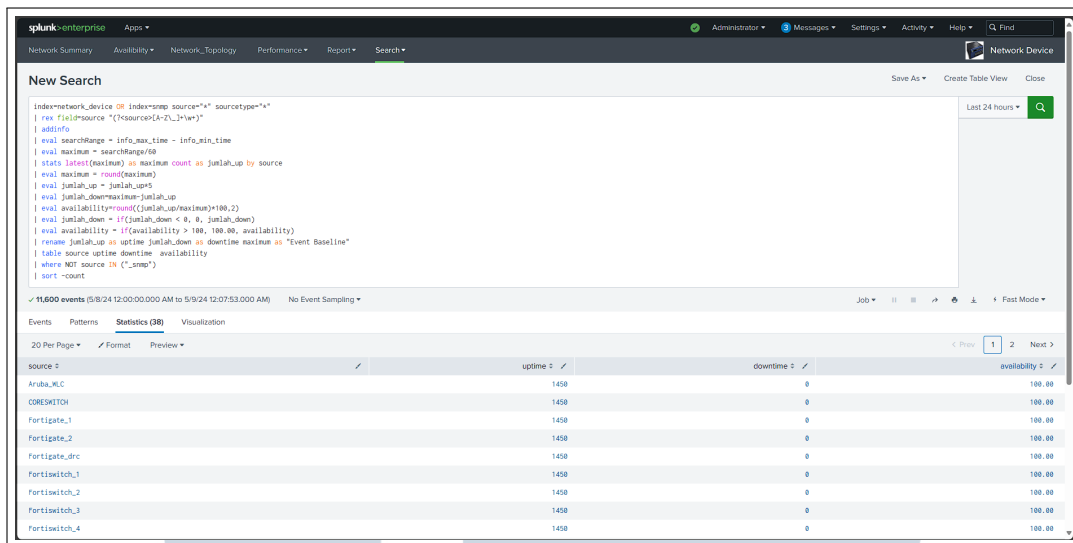 splunk>enterprise Apps Administrator 3 Messages Settings Activity Help Find
Network Summary Availibility Network_Topology Performance Report Search Network Device
New Search Save As Create Table View Close
index=network_device OR index=snmp source="*" sourcetype="*" Last 24 hours
| rex field=source "(?<source>[A-Z\_]+\w+)"
| addinfo
| eval searchRange = info_max_time - info_min_time
| eval maximum = searchRange/60
| stats latest(maximum) as maximum count as jumlah_up by source
| eval maximum = round(maximum)
| eval jumlah_up = jumlah_up*5
| eval jumlah_down=maximum-jumlah_up
| eval availability=round((jumlah_up/maximum)*100,2)
| eval jumlah_down = if(jumlah_down < 0, 0, jumlah_down)
| eval availability = if(availability > 100, 100.00, availability)
| rename jumlah_up as uptime jumlah_down as downtime maximum as "Event Baseline"
| table source uptime downtime  availability
| where NOT source IN ("_snmp")
| sort -count
✓ 11,600 events (5/8/24 12:00:00.000 AM to 5/9/24 12:07:53.000 AM) No Event Sampling Job Fast Mode
Events Patterns Statistics (38) Visualization
20 Per Page Format Preview < Prev 1 2 Next >
source uptime downtime availability
Aruba_WLC 1450 0 100.00
CORESWITCH 1450 0 100.00
Fortigate_1 1450 0 100.00
Fortigate_2 1450 0 100.00
Fortigate_drc 1450 0 100.00
Fortiswitch_1 1450 0 100.00
Fortiswitch_2 1450 0 100.00
Fortiswitch_3 1450 0 100.00
Fortiswitch_4 1450 0 100.00